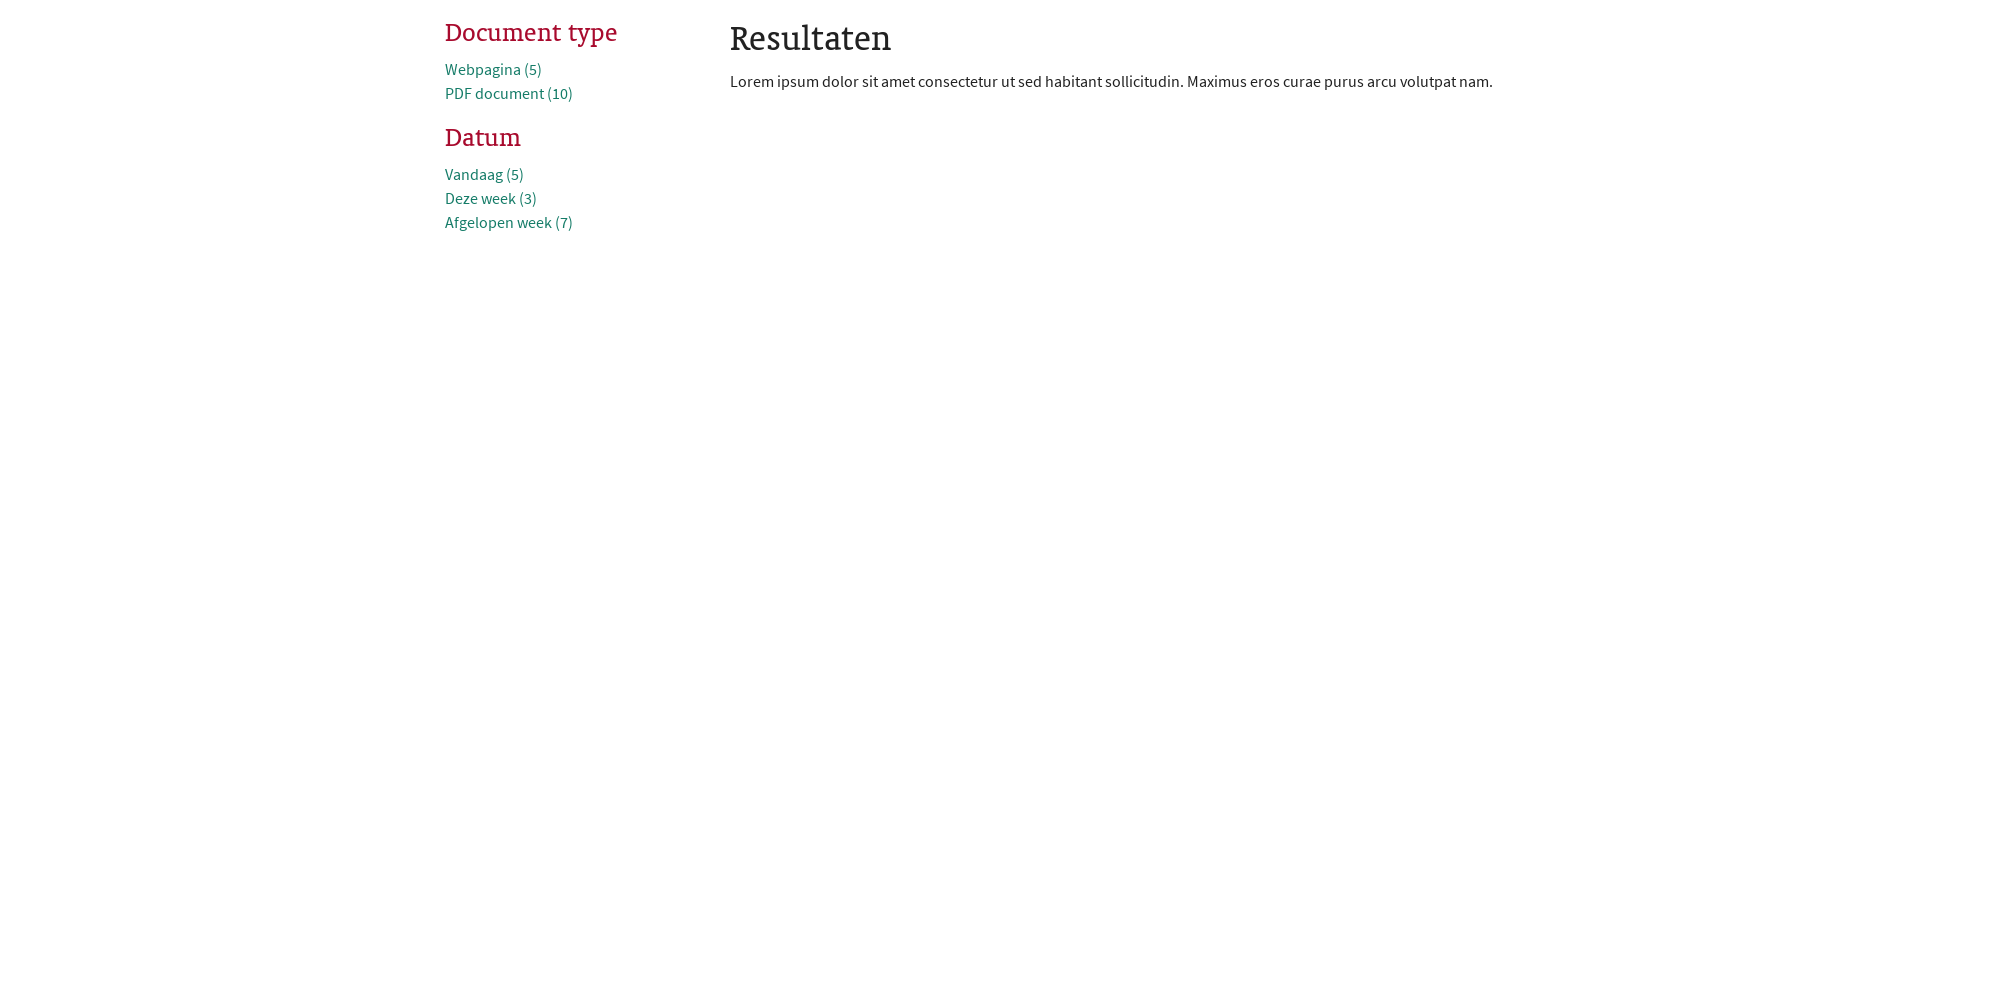 Document type
Webpagina (5)
PDF document (10)
Datum
Vandaag (5)
Deze week (3)
Afgelopen week (7)
Resultaten
Lorem ipsum dolor sit amet consectetur ut sed habitant sollicitudin. Maximus eros curae purus arcu volutpat nam.